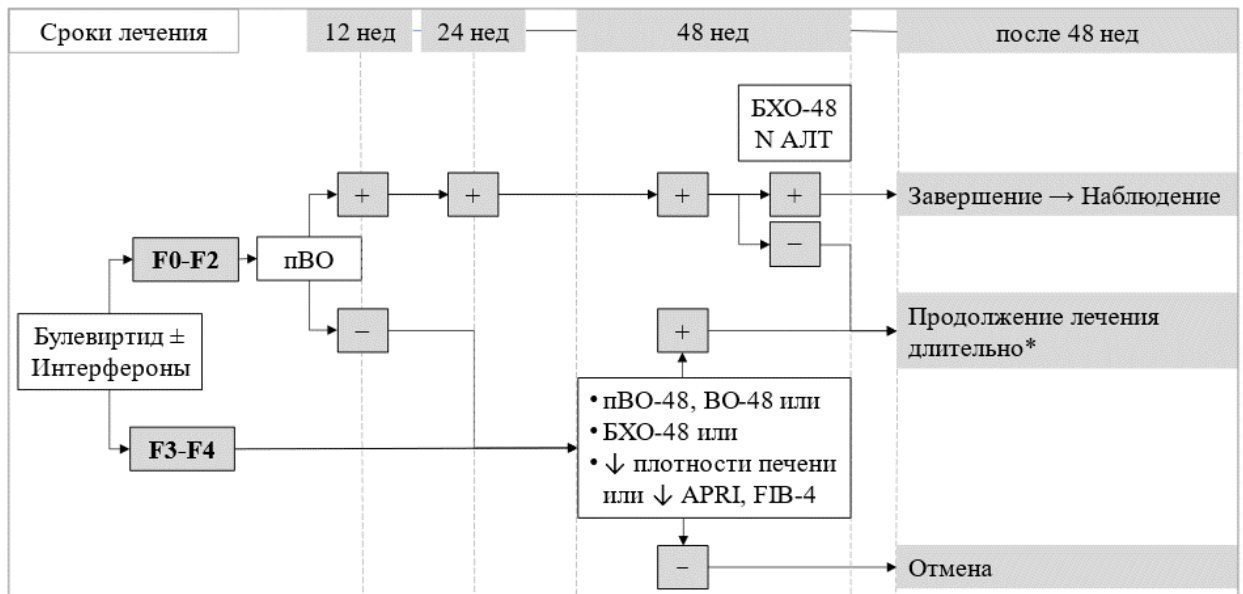 Сроки лечения
12 нед
24 нед
48 нед
после 48 нед
БХО-48
N АЛТ
+
+
+
+
Завершение → Наблюдение
–
F0-F2
пВО
Булевиртид ±
Интерфероны
–
+
Продолжение лечения
длительно*
F3-F4
• пВО-48, ВО-48 или
• БХО-48 или
• ↓ плотности печени
или ↓ APRI, FIB-4
–
Отмена